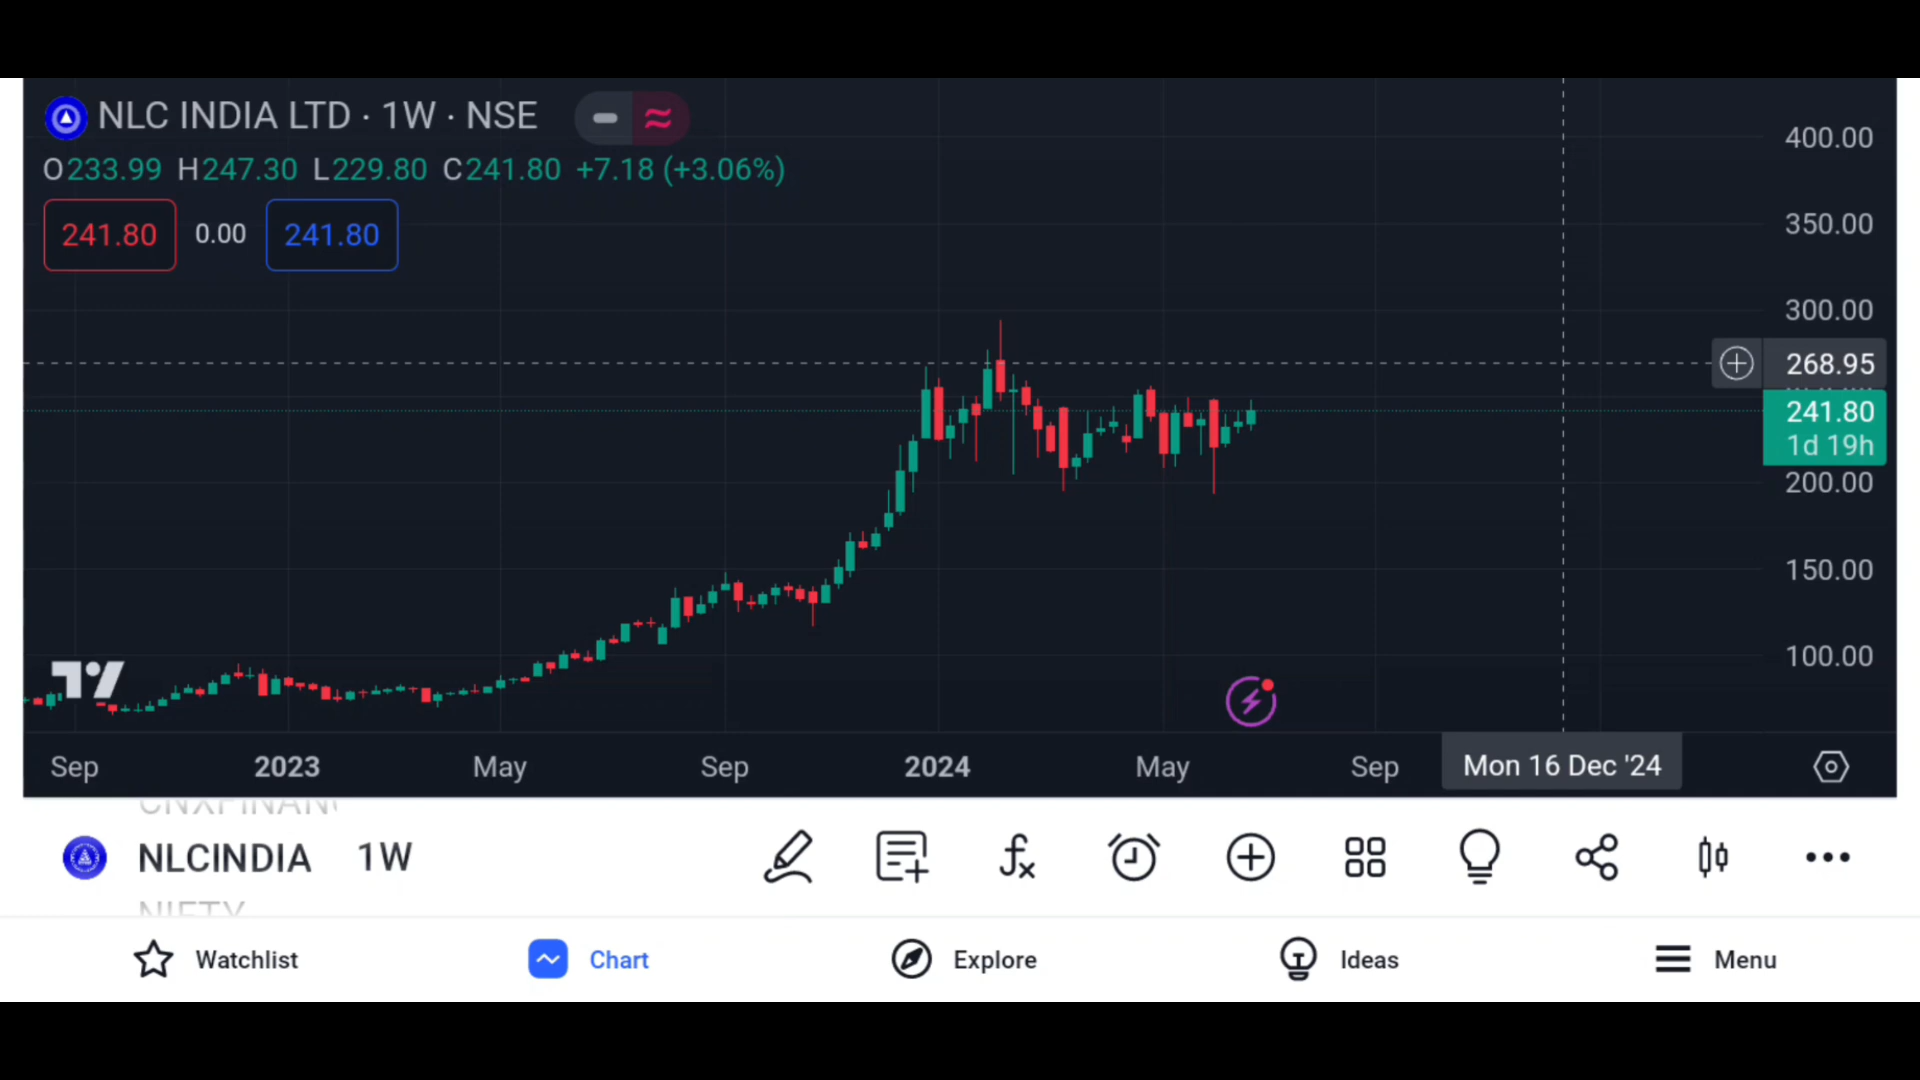 NLC INDIA LTD · 1W · NSE
O233.99 H247.30 L229.80 C241.80 +7.18 (+3.06%)
241.80 0.00 241.80
400.00
350.00
300.00
268.95
241.80
1d 19h
200.00
150.00
100.00
Sep 2023 May Sep 2024 May Sep Mon 16 Dec '24
NLCINDIA 1W
NIFTY
Watchlist Chart Explore Ideas Menu